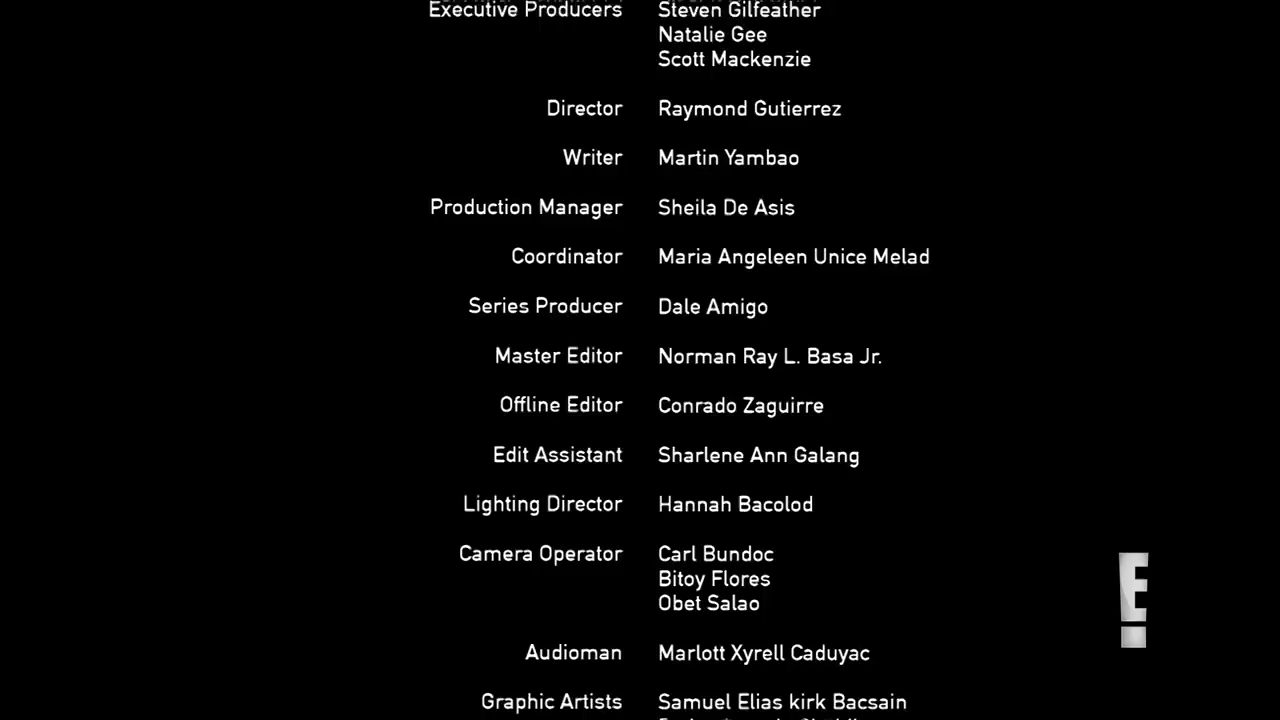 Executive Producers Steven Gilfeather
Natalie Gee
Scott Mackenzie
Director Raymond Gutierrez
Writer Martin Yambao
Production Manager Sheila De Asis
Coordinator Maria Angeleen Unice Melad
Series Producer Dale Amigo
Master Editor Norman Ray L. Basa Jr.
Offline Editor Conrado Zaguirre
Edit Assistant Sharlene Ann Galang
Lighting Director Hannah Bacolod
Camera Operator Carl Bundoc
Bitoy Flores
Obet Salao
E!
Audioman Marlott Xyrell Caduyac
Graphic Artists Samuel Elias kirk Bacsain